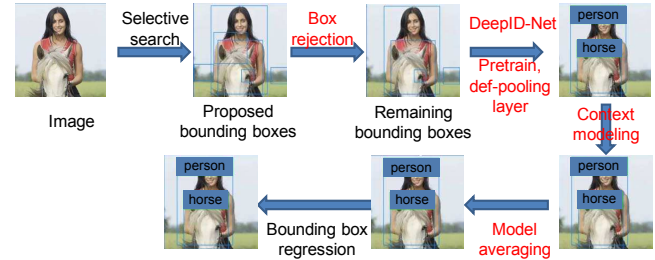 Selective
search
Box
rejection
DeepID-Net
Pretrain,
def-pooling
layer
person
horse
Image
Proposed
bounding boxes
Remaining
bounding boxes
Context
modeling
person
horse
Model
averaging
person
horse
Bounding box
regression
person
horse